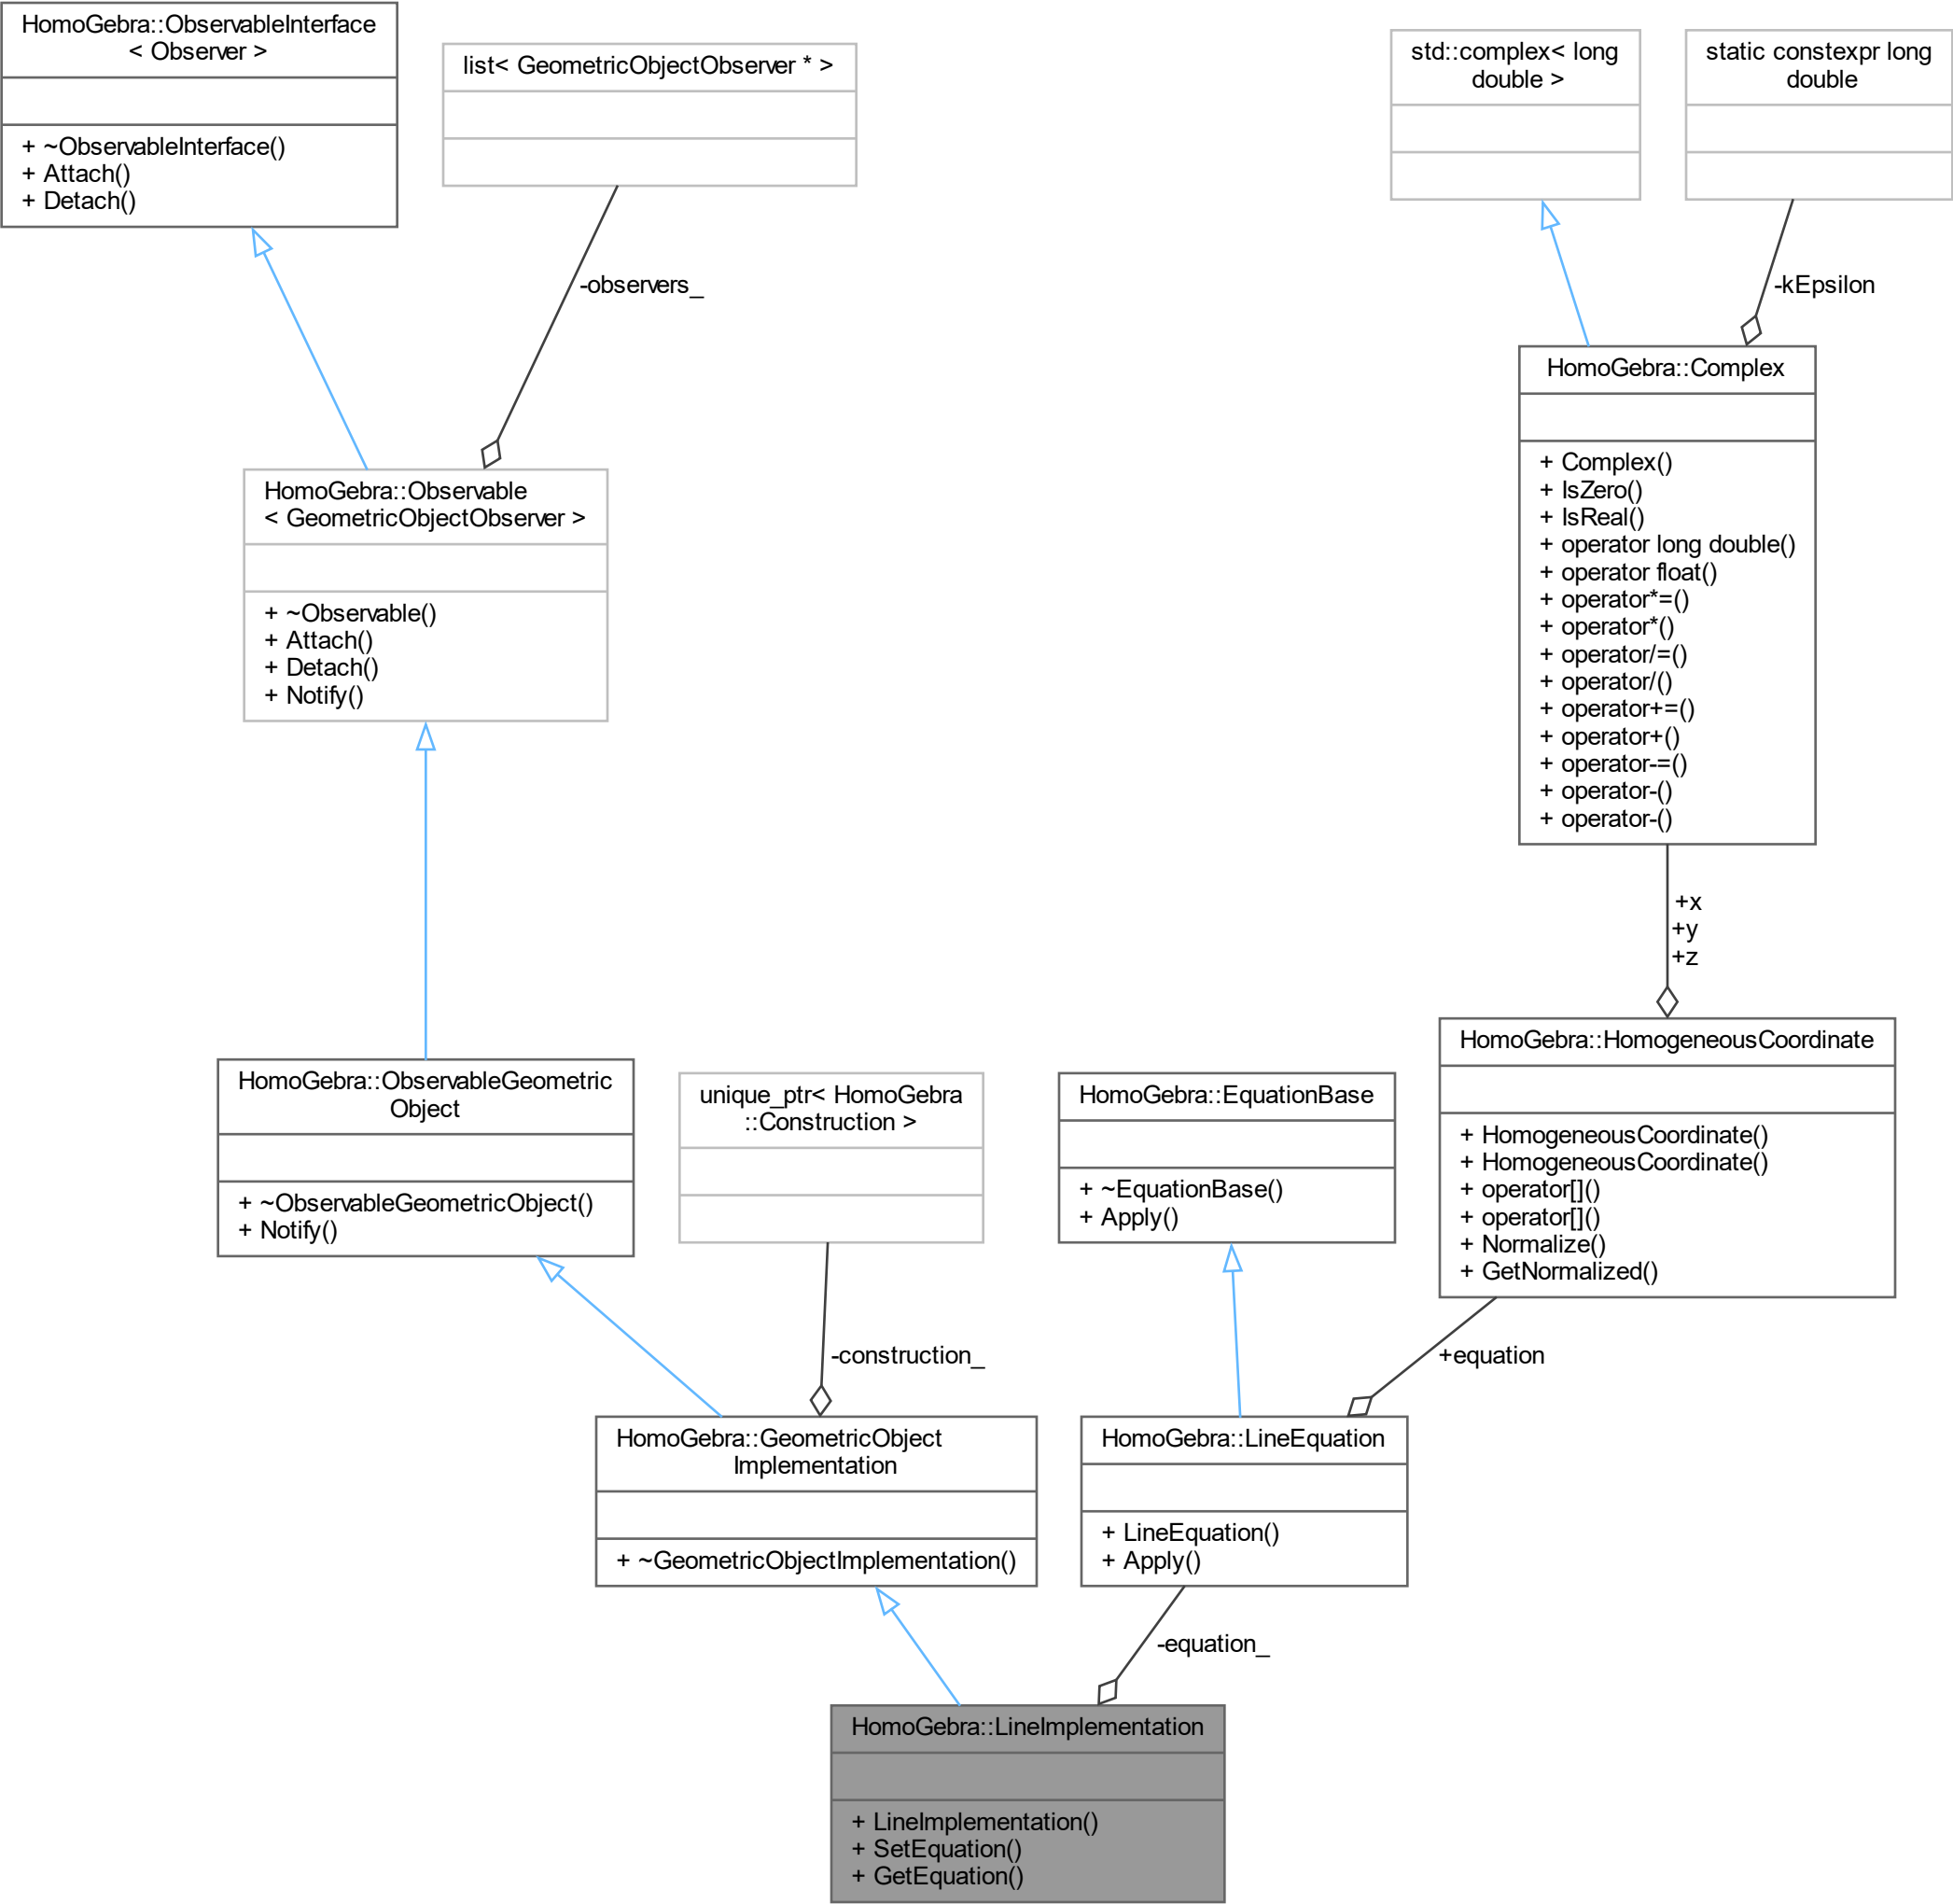 HomoGebra::ObservableInterface
< Observer >
+ ~ObservableInterface()
+ Attach()
+ Detach()
list< GeometricObjectObserver * >
std::complex< long
double >
static constexpr long
double
-observers_
-kEpsilon
HomoGebra::Complex
+ Complex()
+ IsZero()
+ IsReal()
+ operator long double()
+ operator float()
+ operator*=()
+ operator*()
+ operator/=()
+ operator/()
+ operator+=()
+ operator+()
+ operator-=()
+ operator-()
+ operator-()
HomoGebra::Observable
< GeometricObjectObserver >
+ ~Observable()
+ Attach()
+ Detach()
+ Notify()
+x
+y
+z
HomoGebra::HomogeneousCoordinate
+ HomogeneousCoordinate()
+ HomogeneousCoordinate()
+ operator[]()
+ operator[]()
+ Normalize()
+ GetNormalized()
HomoGebra::ObservableGeometric
Object
+ ~ObservableGeometricObject()
+ Notify()
unique_ptr< HomoGebra
::Construction >
HomoGebra::EquationBase
+ ~EquationBase()
+ Apply()
-construction_
+equation
HomoGebra::GeometricObject
Implementation
+ ~GeometricObjectImplementation()
HomoGebra::LineEquation
+ LineEquation()
+ Apply()
-equation_
HomoGebra::LineImplementation
+ LineImplementation()
+ SetEquation()
+ GetEquation()